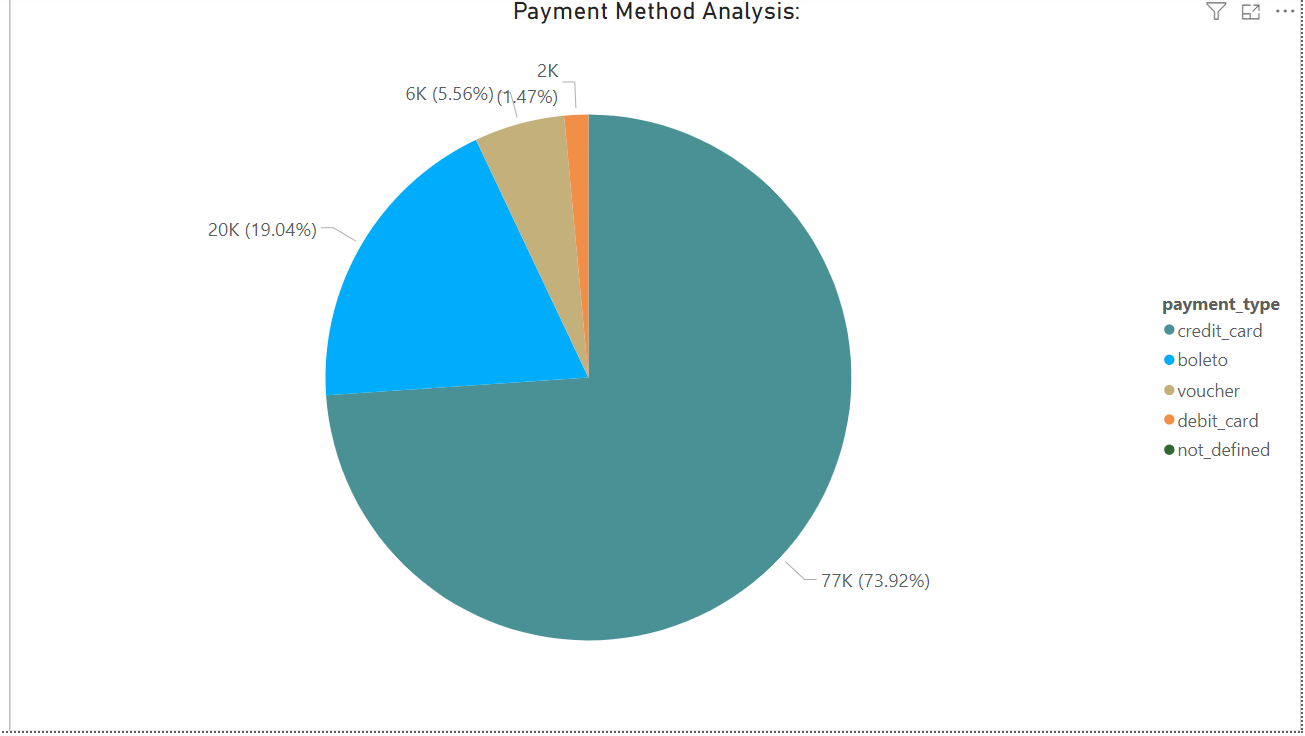 Payment Method Analysis:
2K
(1.47%)
6K (5.56%)
20K (19.04%)
77K (73.92%)
payment_type
credit_card
boleto
voucher
debit_card
not_defined